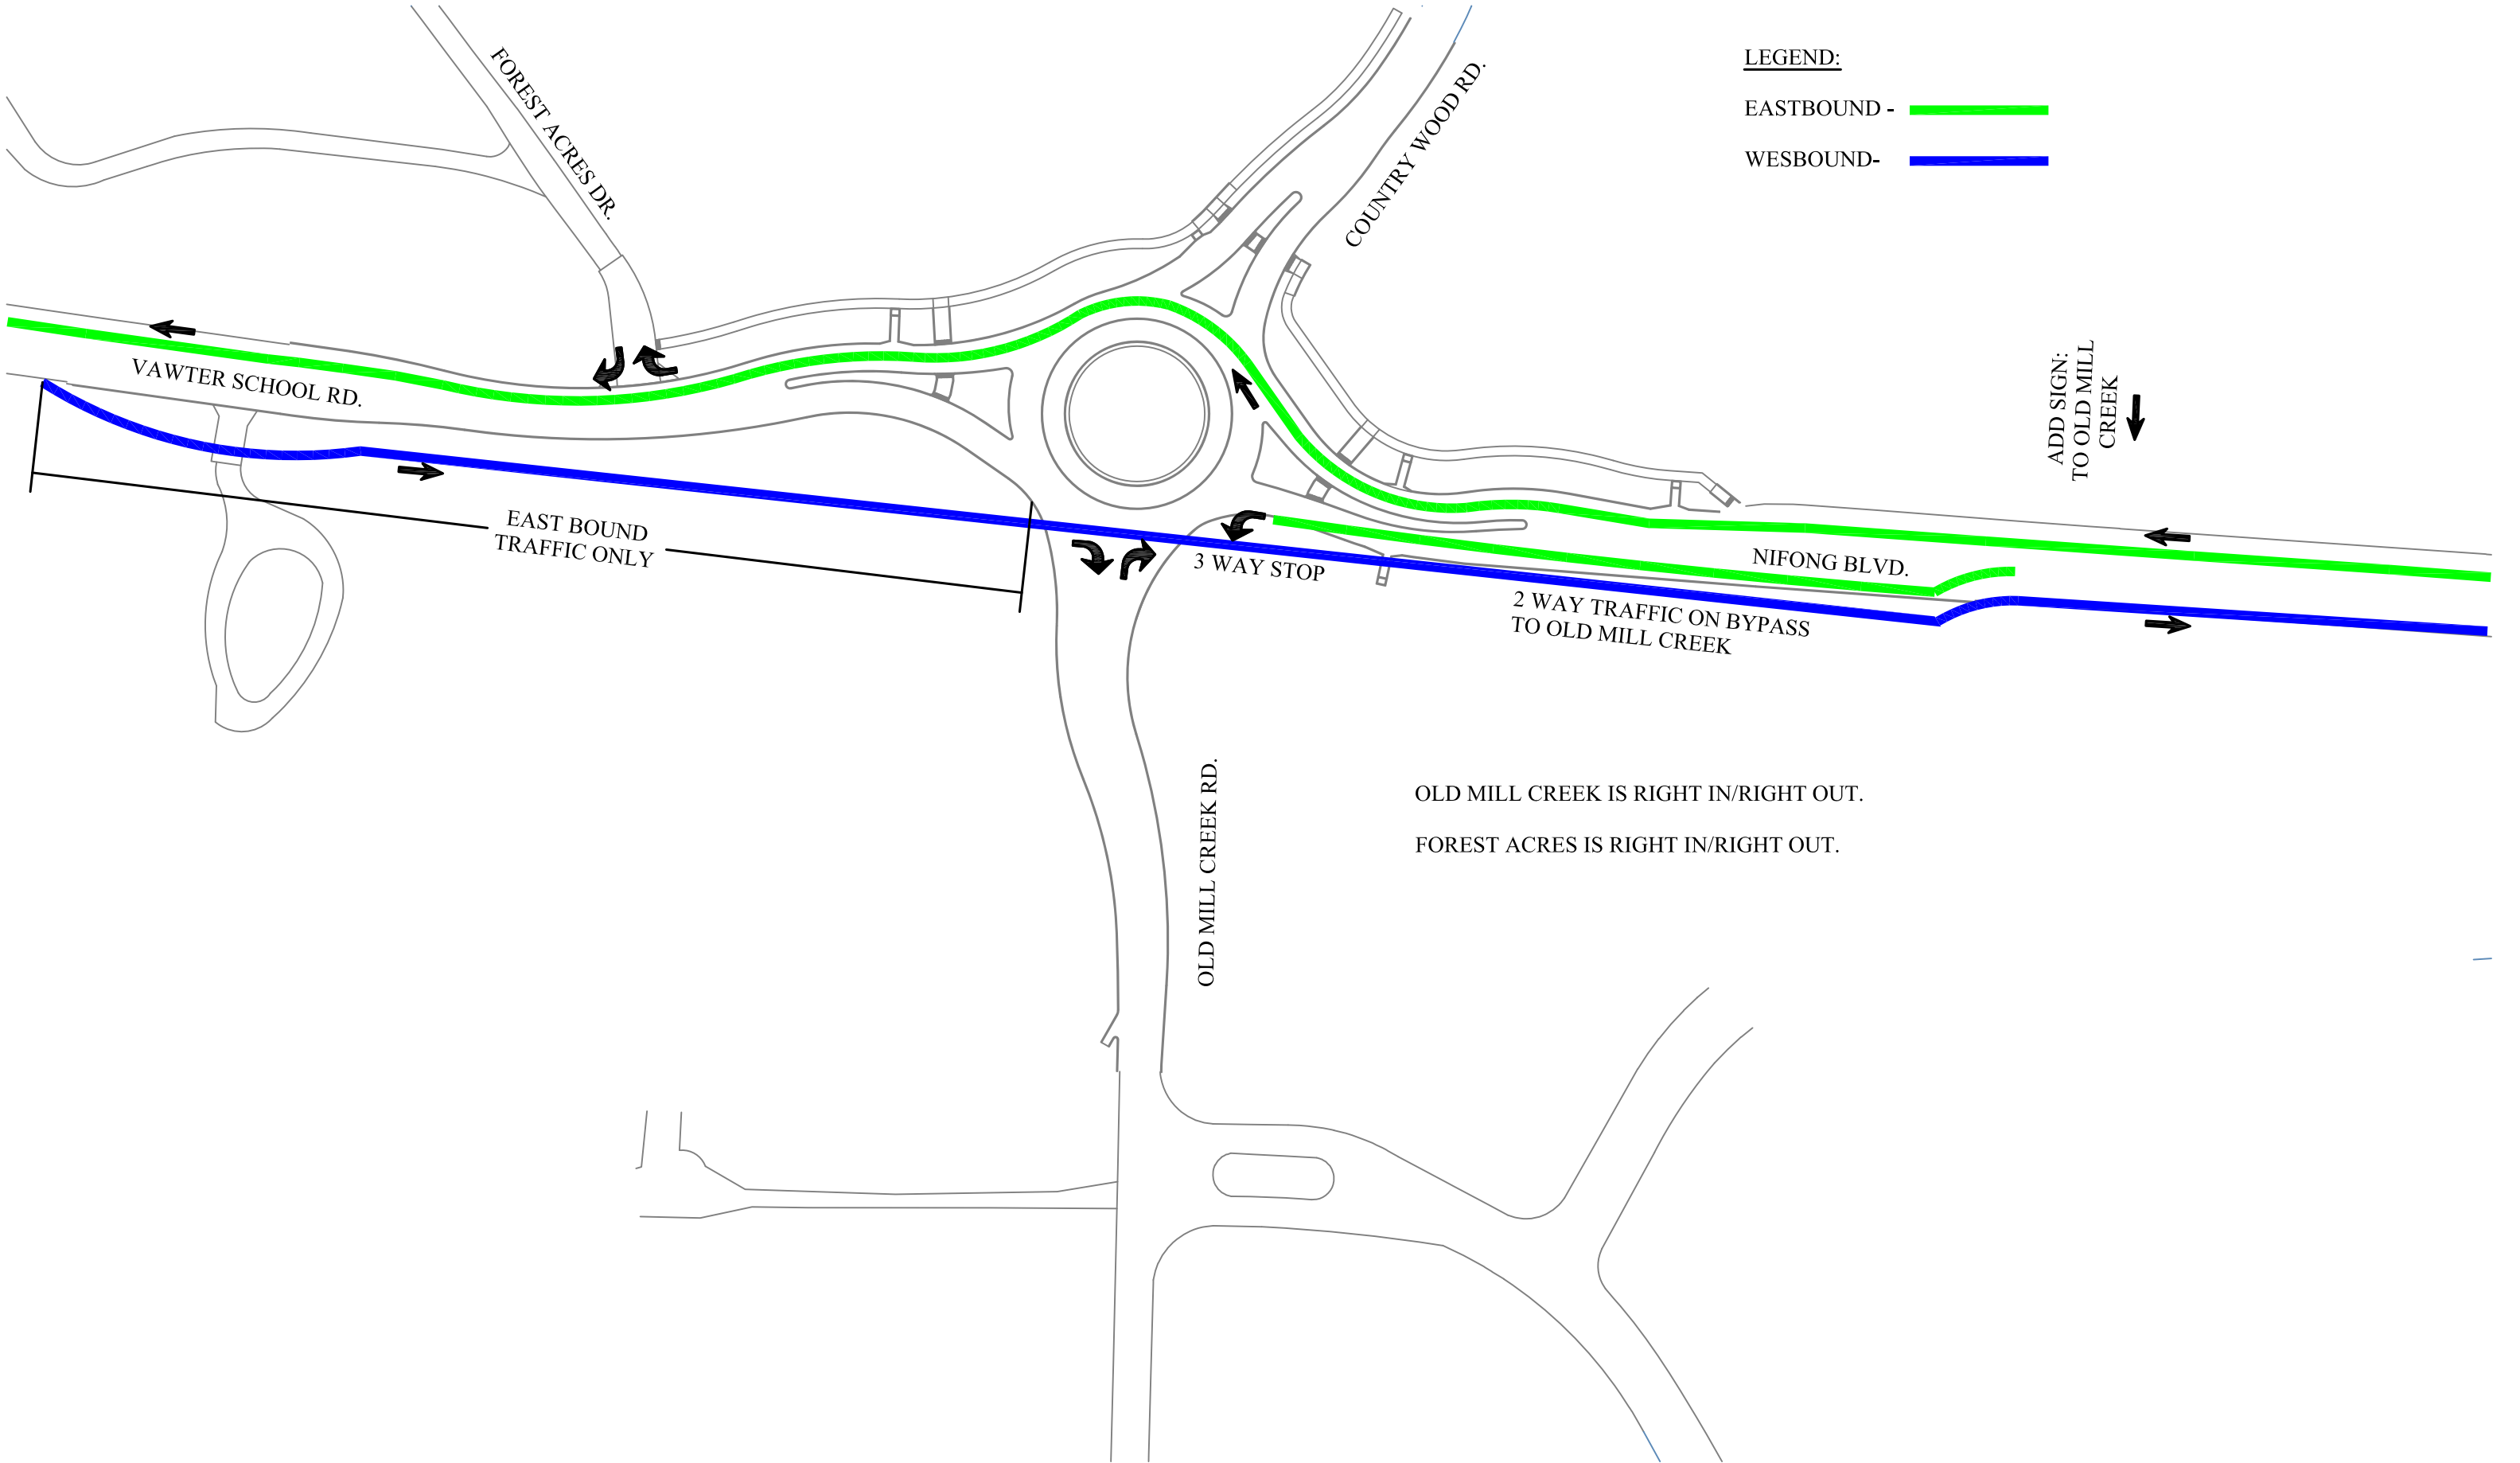 FOREST ACRES DR.
COUNTRY WOOD RD.
LEGEND:
EASTBOUND -
WESBOUND-
VAWTER SCHOOL RD.
ADD SIGN:
TO OLD MILL
CREEK
EAST BOUND
TRAFFIC ONLY
3 WAY STOP
NIFONG BLVD.
2 WAY TRAFFIC ON BYPASS
TO OLD MILL CREEK
OLD MILL CREEK RD.
OLD MILL CREEK IS RIGHT IN/RIGHT OUT.
FOREST ACRES IS RIGHT IN/RIGHT OUT.